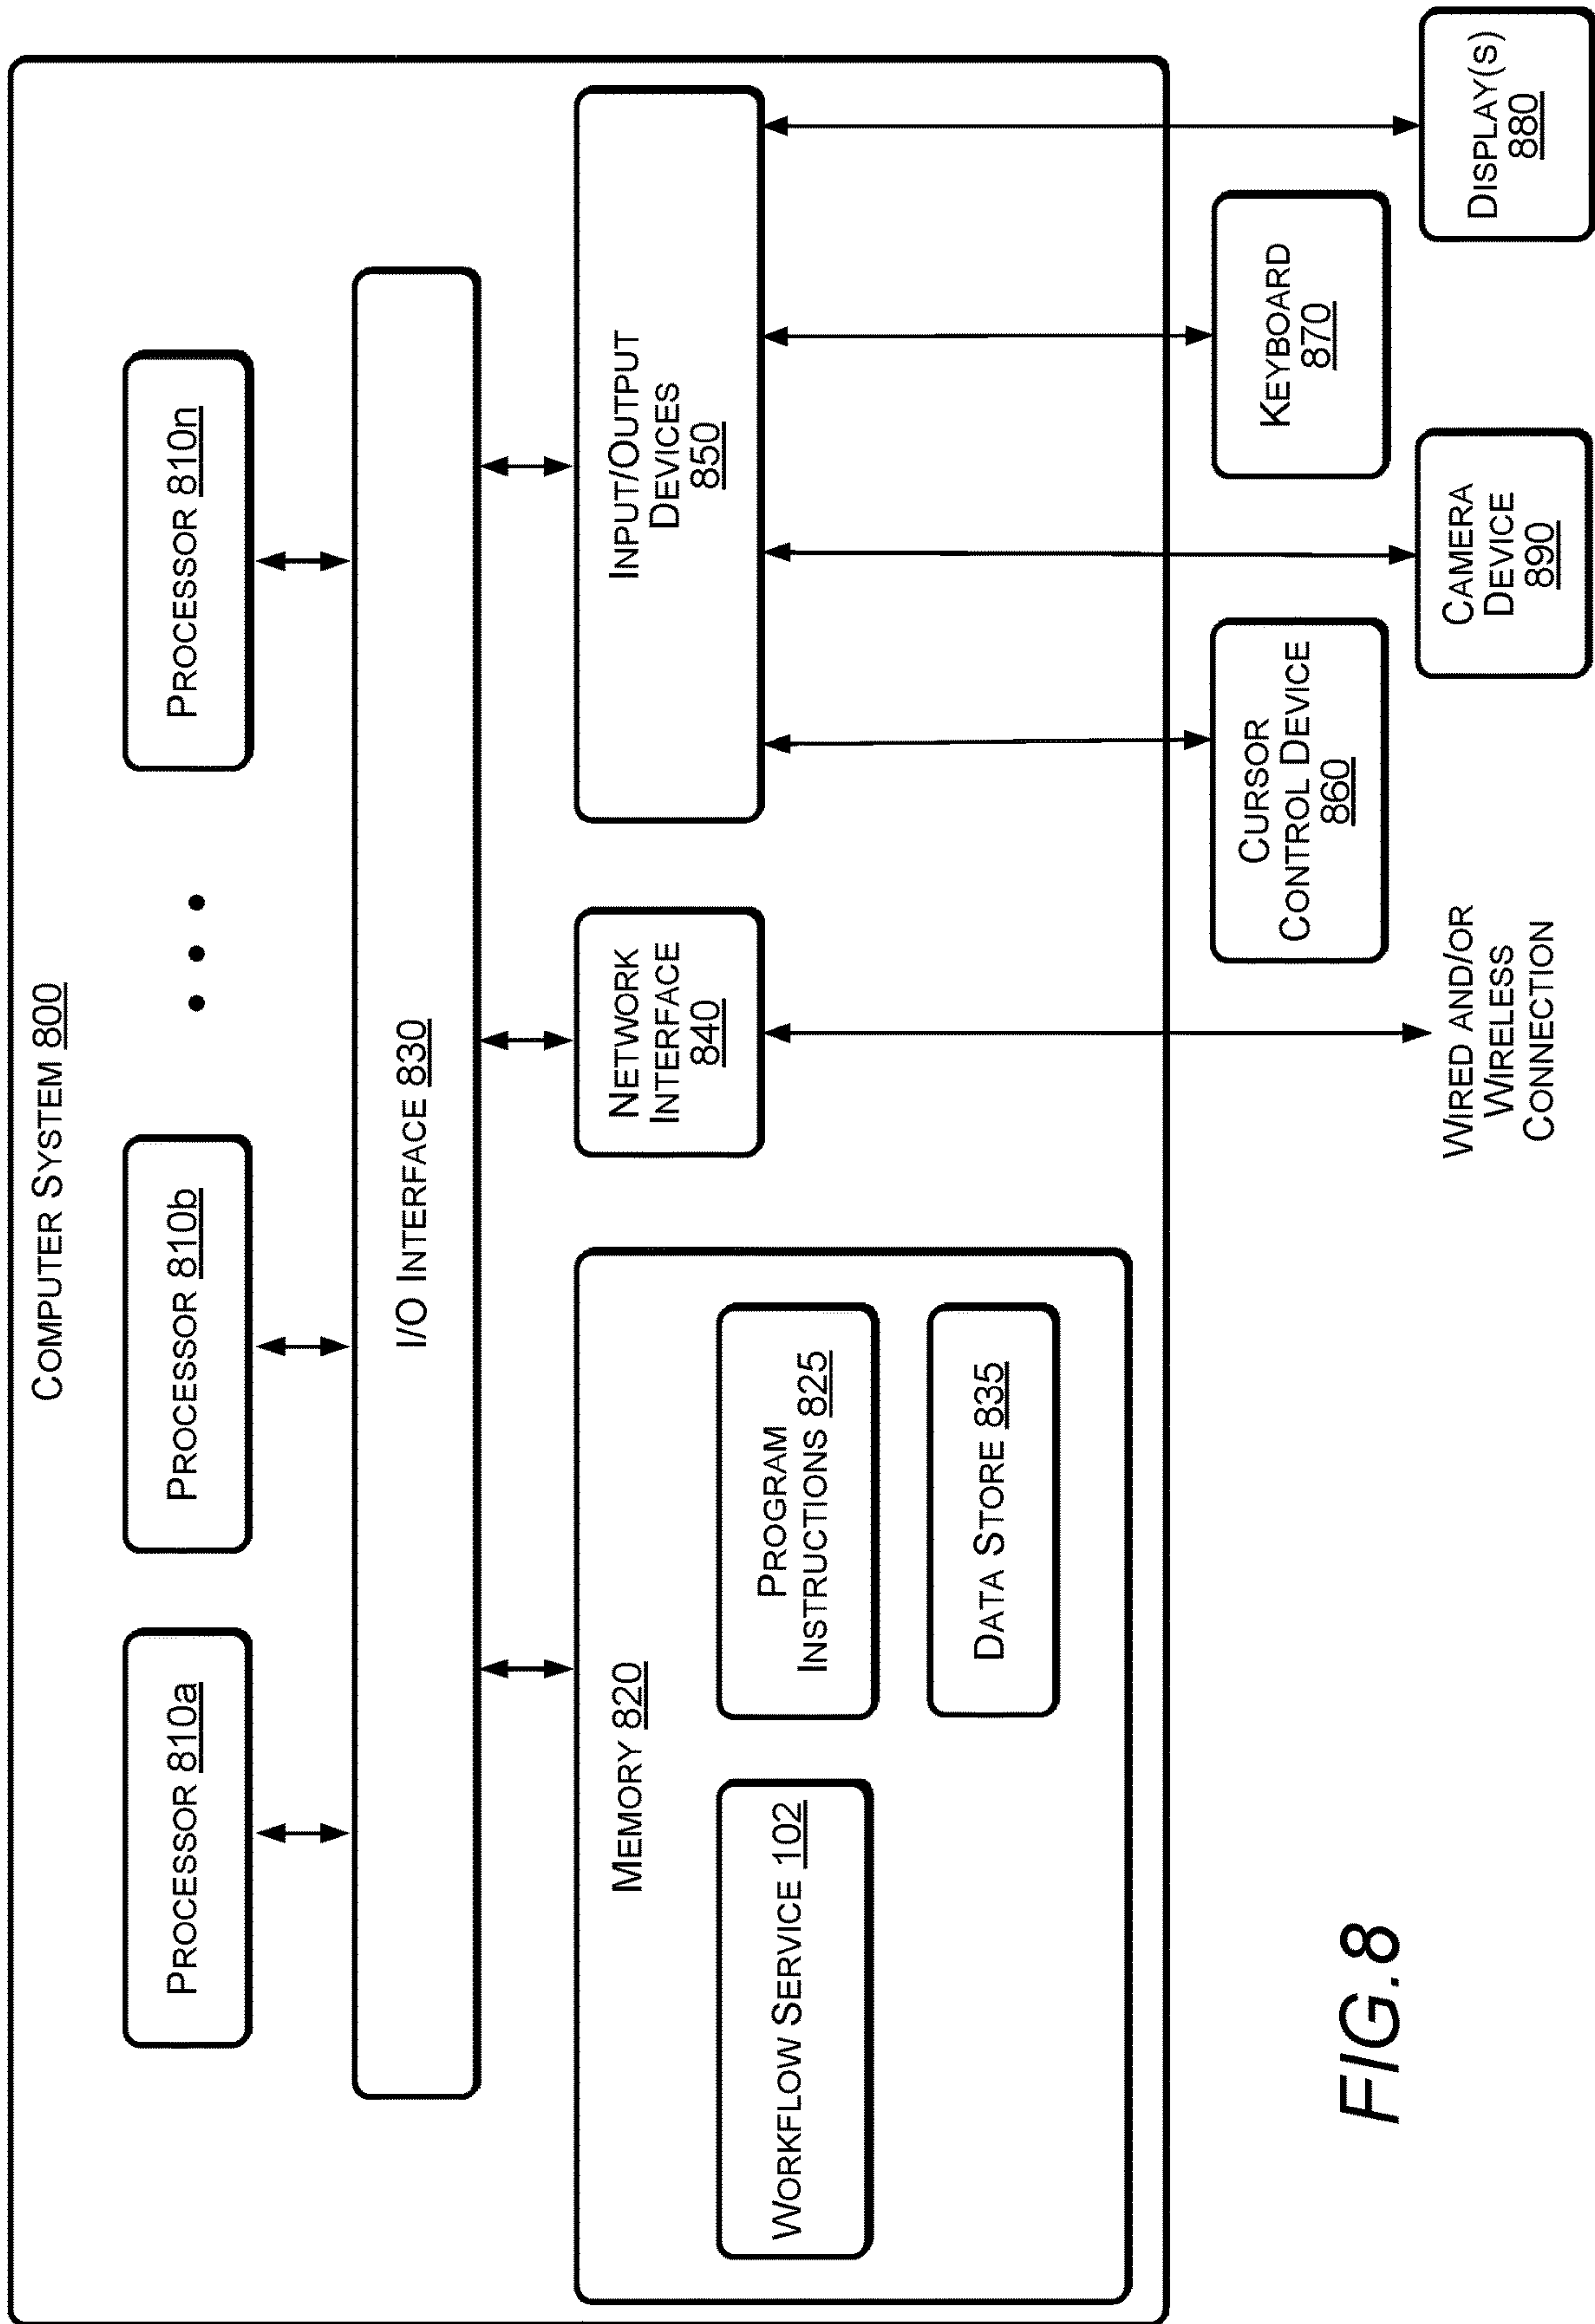 COMPUTER SYSTEM 800
PROCESSOR 810a
PROCESSOR 810b
PROCESSOR 810n
I/O INTERFACE 830
MEMORY 820
WORKFLOW SERVICE 102
PROGRAM
INSTRUCTIONS 825
DATA STORE 835
NETWORK
INTERFACE
840
INPUT/OUTPUT
DEVICES
850
WIRED AND/OR
WIRELESS
CONNECTION
CURSOR
CONTROL DEVICE
860
CAMERA
DEVICE
890
KEYBOARD
870
DISPLAY(S)
880
FIG.8